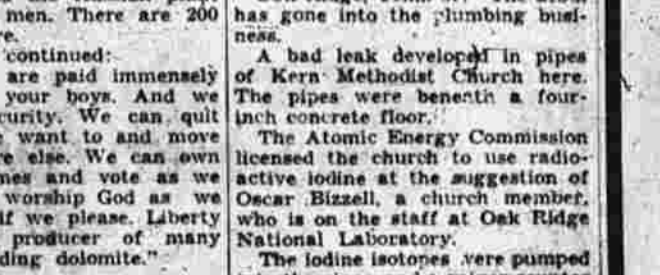 men. There are 200
continued:
are paid immensely
your boys. And we
We can quit
want to and move
else. We can own
and vote as we
worship God as we
if we please. Liberty
producer of many
dolomite."
has gone into the plumbing busi-
ness.
A bad leak developed in pipes
of Kern Methodist Church here.
The pipes were beneath a four-
inch concrete floor.
The Atomic Energy Commission
licensed the church to use radio-
active iodine at the suggestion of
Oscar Bizzell, a church member,
who is on the staff at Oak Ridge
National Laboratory.
The iodine isotopes were pumped